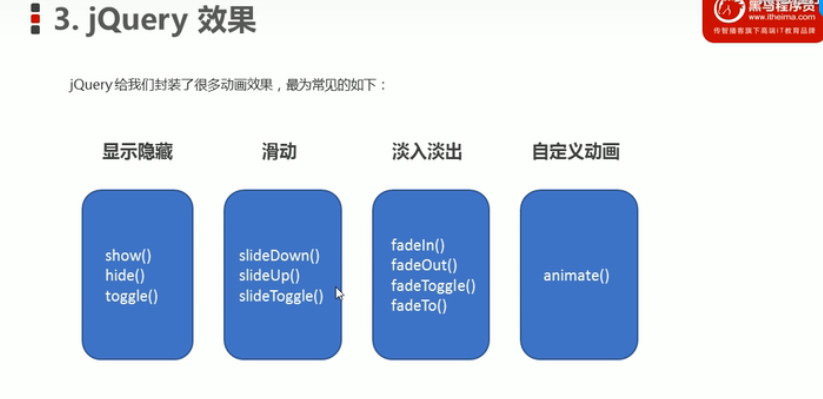 3. jQuery 效果
黑马程序员
www.itheima.com
传智播客旗下高端IT教育品牌
jQuery 给我们封装了很多动画效果，最为常见的如下：
显示隐藏
滑动
淡入淡出
自定义动画
show()
hide()
toggle()
slideDown()
slideUp()
slideToggle()
fadeIn()
fadeOut()
fadeToggle()
fadeTo()
animate()